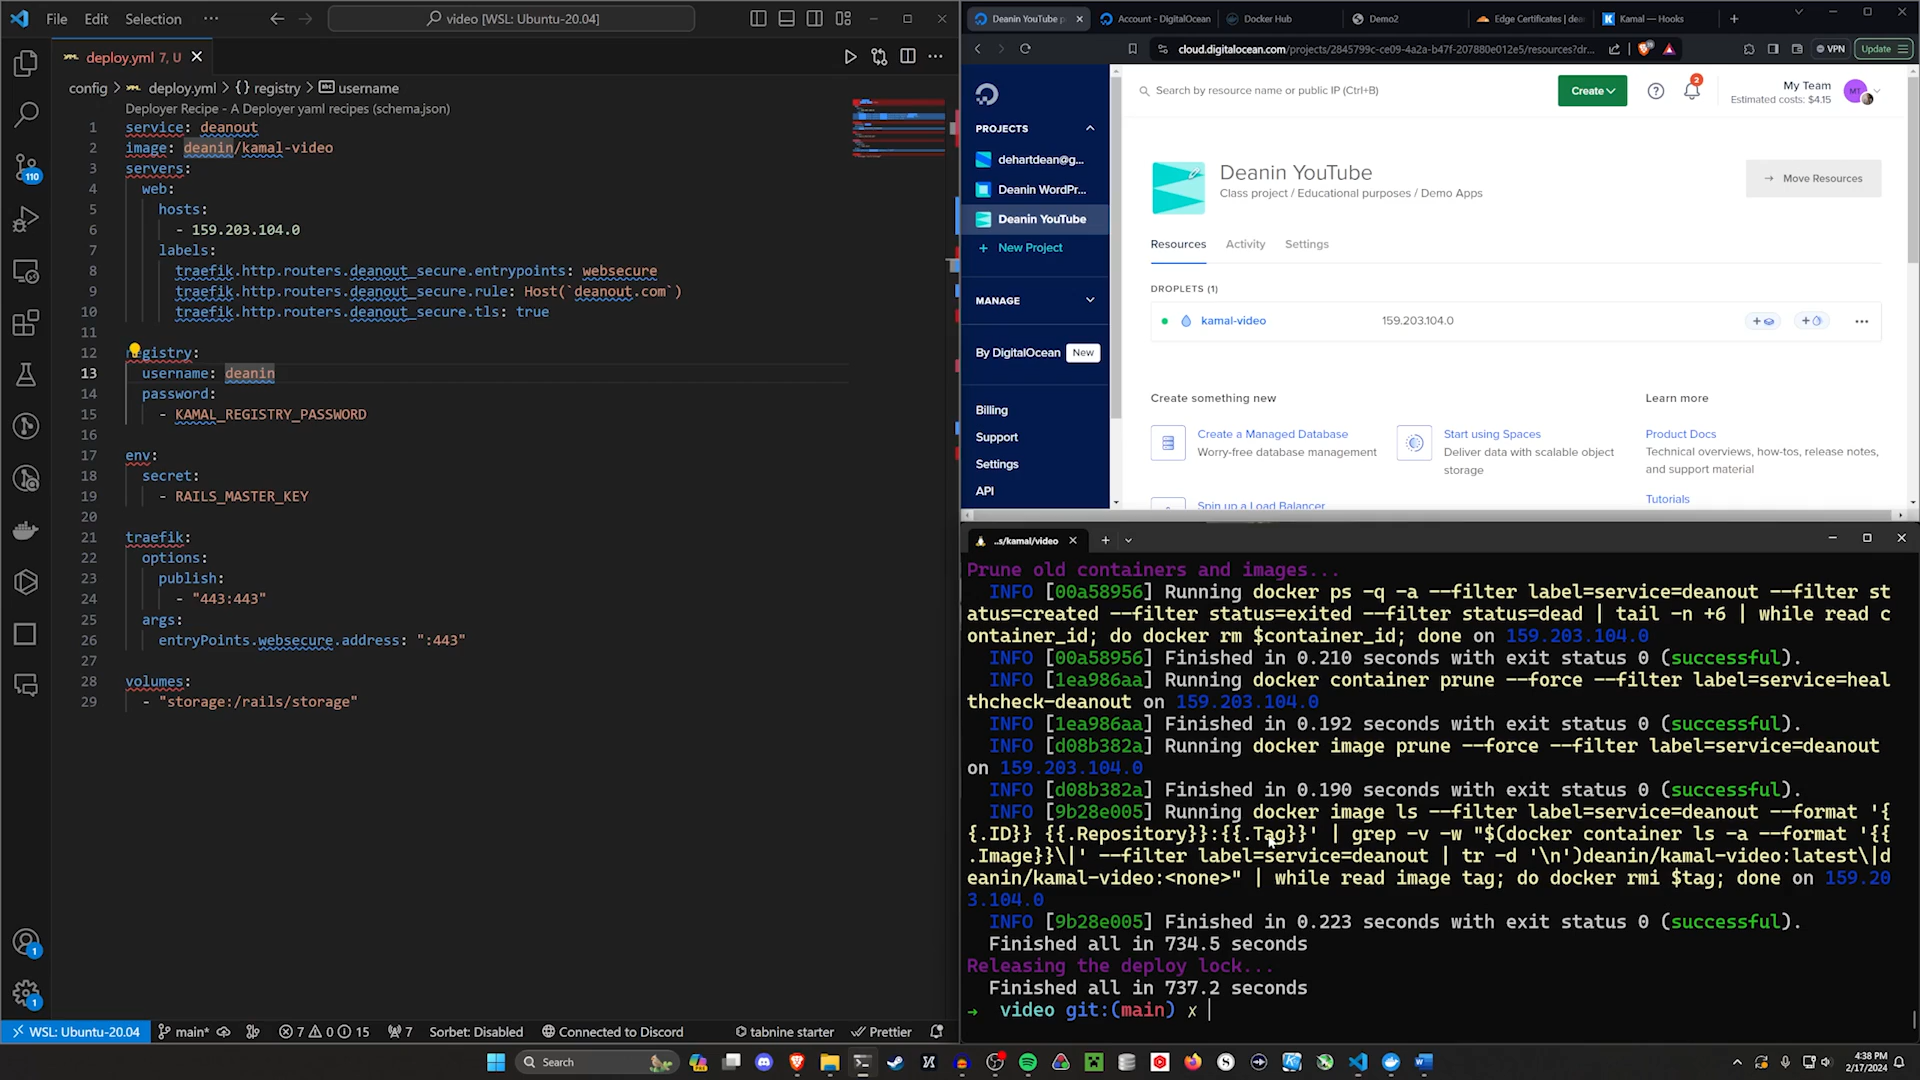 File Edit Selection ··· video [WSL: Ubuntu-20.04]
deploy.yml 7, U
config > deploy.yml > {} registry > username
Deployer Recipe - A Deployer yaml recipes (schema.json)
1 service: deanout
2 image: deanin/kamal-video
3 servers:
4 web:
5 hosts:
6 - 159.203.104.0
7 labels:
8 traefik.http.routers.deanout_secure.entrypoints: websecure
9 traefik.http.routers.deanout_secure.rule: Host(`deanout.com`)
10 traefik.http.routers.deanout_secure.tls: true
11
12 registry:
13 username: deanin
14 password:
15 - KAMAL_REGISTRY_PASSWORD
16
17 env:
18 secret:
19 - RAILS_MASTER_KEY
20
21 traefik:
22 options:
23 publish:
24 - "443:443"
25 args:
26 entryPoints.websecure.address: ":443"
27
28 volumes:
29 - "storage:/rails/storage"
110
1
1
WSL: Ubuntu-20.04 main* 7 0 15 7 Sorbet: Disabled Connected to Discord tabnine starter Prettier
Deanin YouTube p Account - DigitalOcean Docker Hub Demo2 Edge Certificates | dea Kamal — Hooks
cloud.digitalocean.com/projects/2845799c-ce09-4a2a-b47f-207880e012e5/resources?dr... VPN Update
Search by resource name or public IP (Ctrl+B) Create 2 My Team
Estimated costs: $4.15
MT
PROJECTS
dehartdean@g...
Deanin WordPr...
Deanin YouTube
+ New Project
MANAGE
By DigitalOcean New
Billing
Support
Settings
API
Deanin YouTube
Class project / Educational purposes / Demo Apps
→ Move Resources
Resources Activity Settings
DROPLETS (1)
kamal-video 159.203.104.0
Create something new
Create a Managed Database
Worry-free database management
Start using Spaces
Deliver data with scalable object
storage
Spin up a Load Balancer
Learn more
Product Docs
Technical overviews, how-tos, release notes,
and support material
Tutorials
..s/kamal/video
Prune old containers and images...
INFO [00a58956] Running docker ps -q -a --filter label=service=deanout --filter st
atus=created --filter status=exited --filter status=dead | tail -n +6 | while read c
ontainer_id; do docker rm $container_id; done on 159.203.104.0
INFO [00a58956] Finished in 0.210 seconds with exit status 0 (successful).
INFO [1ea986aa] Running docker container prune --force --filter label=service=heal
thcheck-deanout on 159.203.104.0
INFO [1ea986aa] Finished in 0.192 seconds with exit status 0 (successful).
INFO [d08b382a] Running docker image prune --force --filter label=service=deanout
on 159.203.104.0
INFO [d08b382a] Finished in 0.190 seconds with exit status 0 (successful).
INFO [9b28e005] Running docker image ls --filter label=service=deanout --format '{
{.ID}} {{.Repository}}:{{.Tag}}' | grep -v -w "$(docker container ls -a --format '{{
.Image}}\|' --filter label=service=deanout | tr -d '\n')deanin/kamal-video:latest\|d
eanin/kamal-video:<none>" | while read image tag; do docker rmi $tag; done on 159.20
3.104.0
INFO [9b28e005] Finished in 0.223 seconds with exit status 0 (successful).
Finished all in 734.5 seconds
Releasing the deploy lock...
Finished all in 737.2 seconds
→ video git:(main) ✗
Search
4:38 PM
2/17/2024